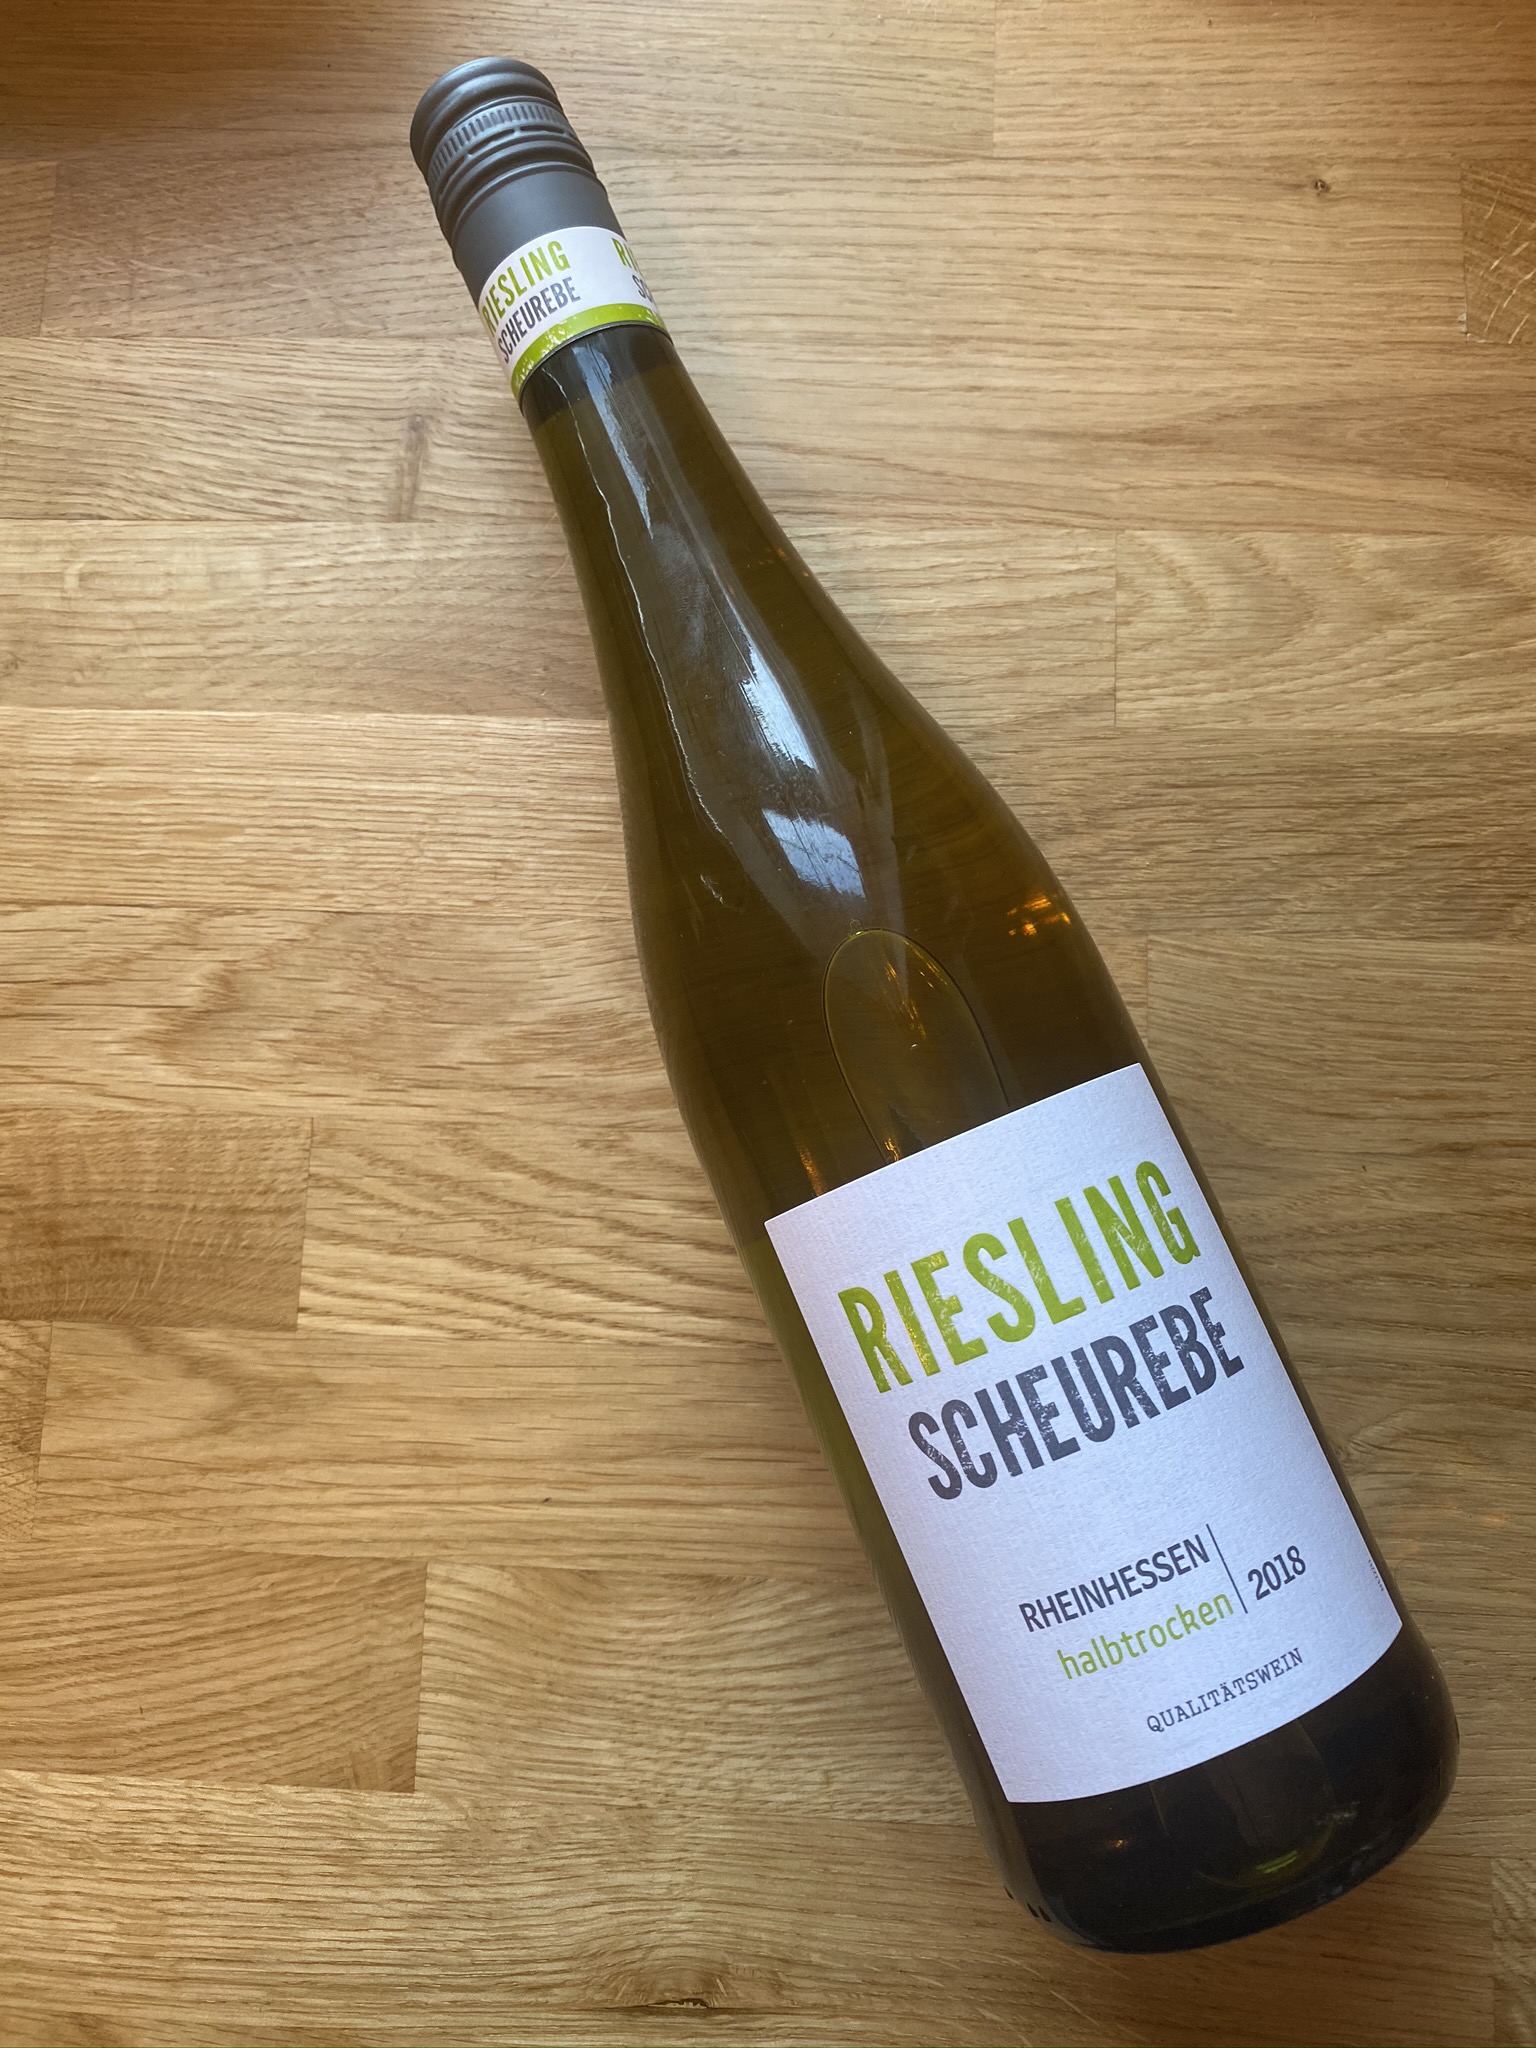 RIESLING
SCHEUREBE
RIESLING
SCHEUREBE
RHEINHESSEN
halbtrocken
2018
QUALITÄTSWEIN